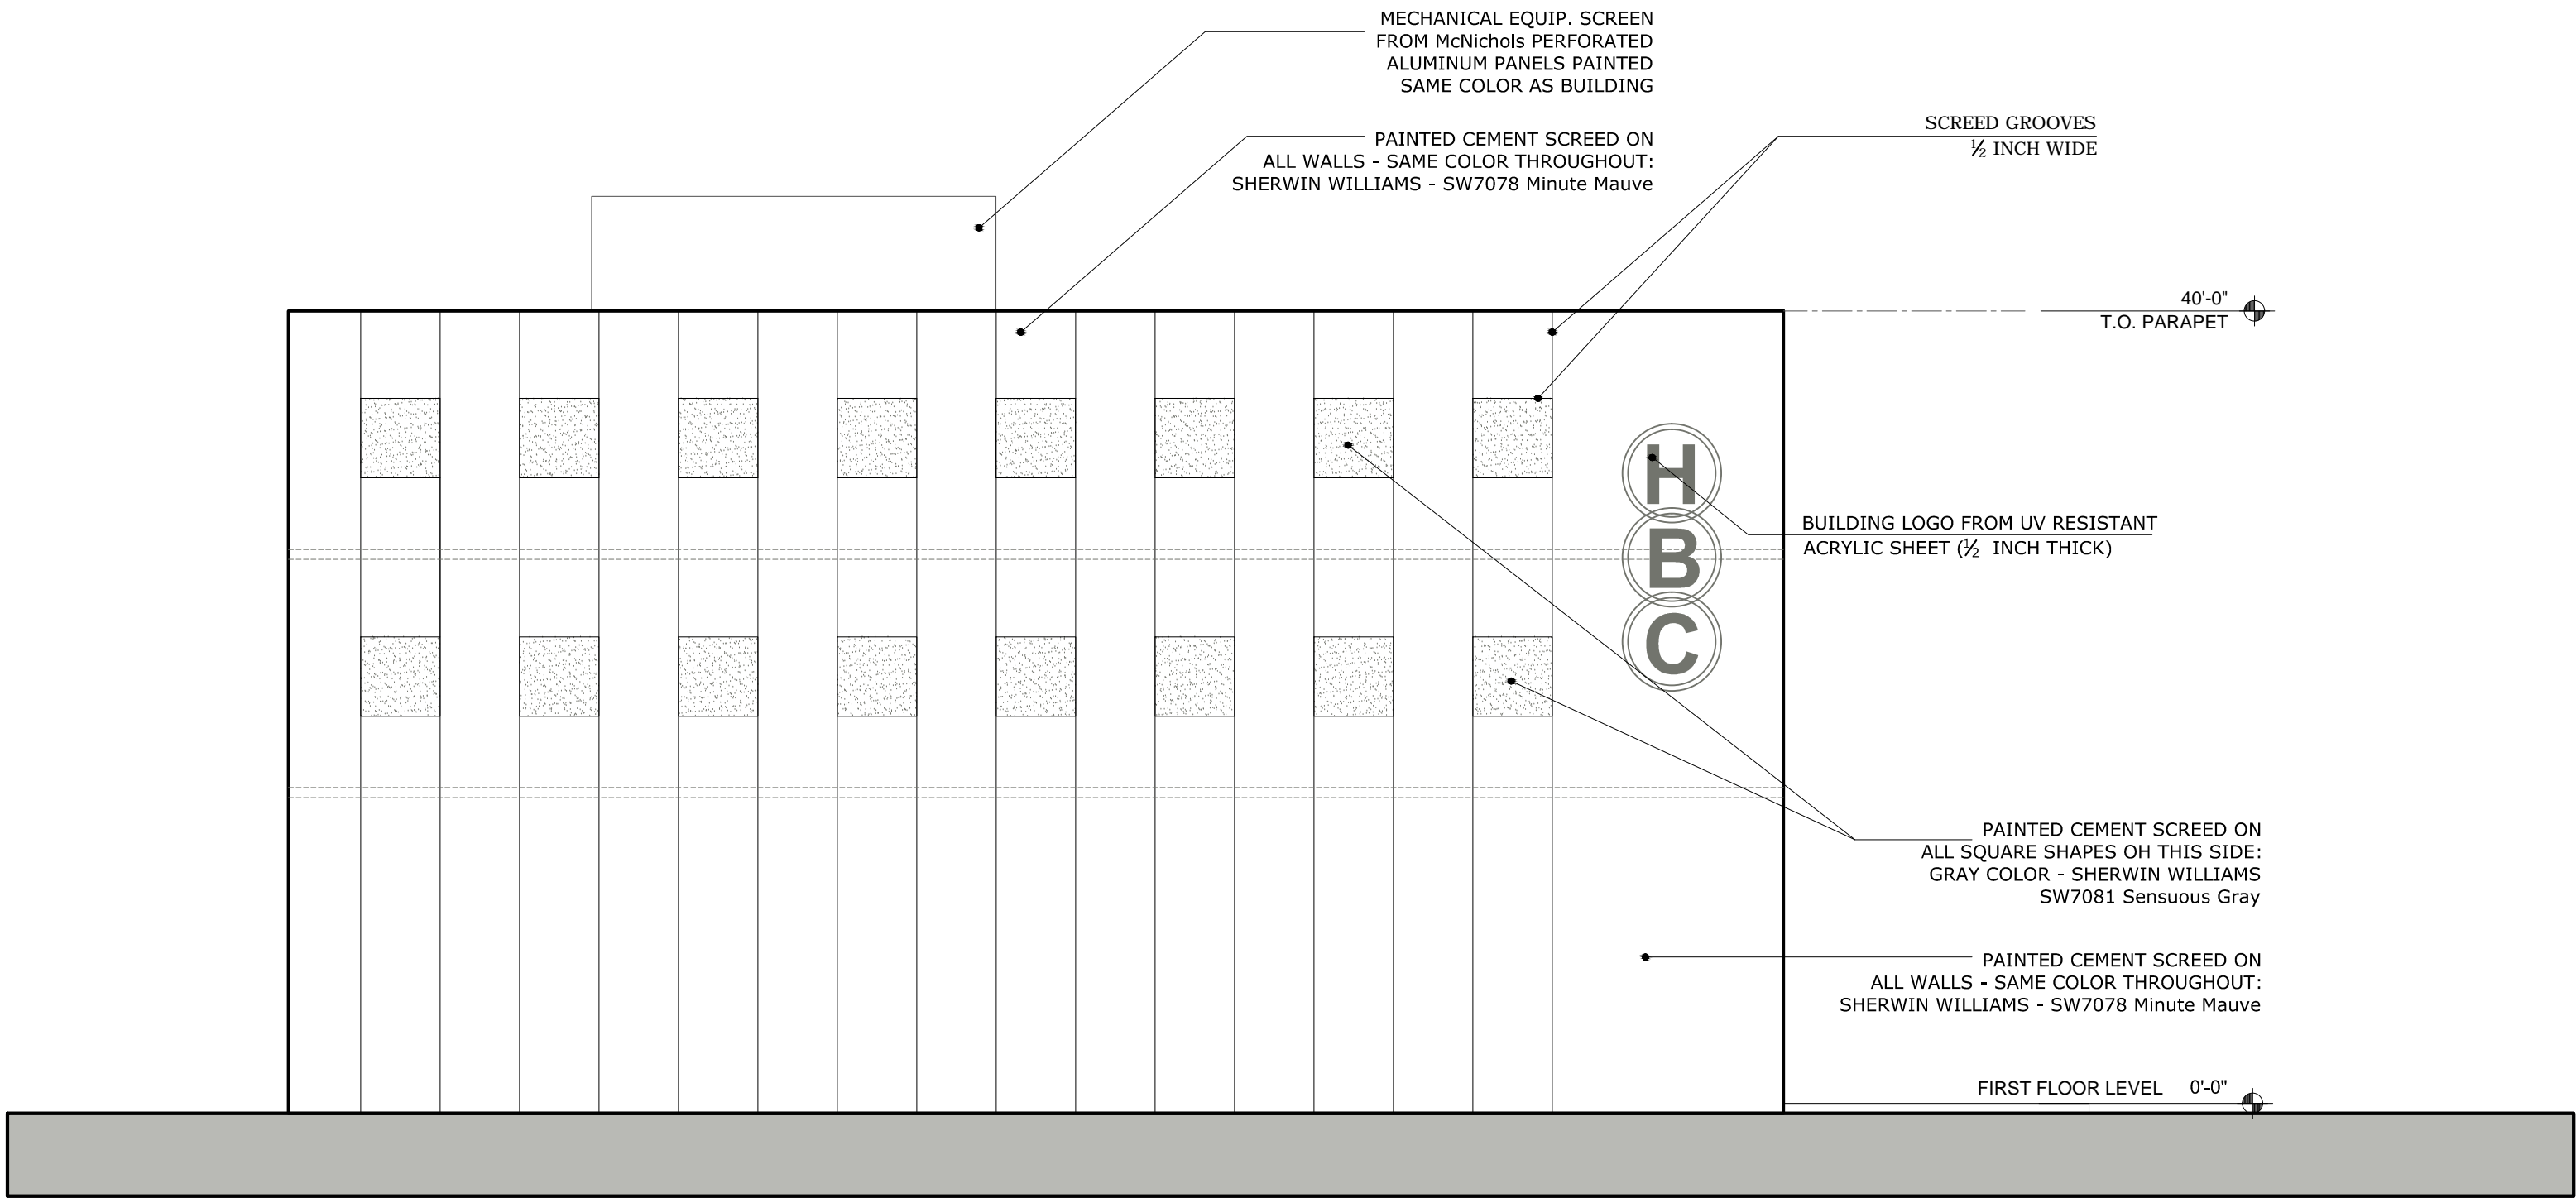 MECHANICAL EQUIP. SCREEN
FROM McNichols PERFORATED
ALUMINUM PANELS PAINTED
SAME COLOR AS BUILDING
PAINTED CEMENT SCREED ON
ALL WALLS - SAME COLOR THROUGHOUT:
SHERWIN WILLIAMS - SW7078 Minute Mauve
SCREED GROOVES
½ INCH WIDE
40'-0"
T.O. PARAPET
H
B
C
BUILDING LOGO FROM UV RESISTANT
ACRYLIC SHEET (½ INCH THICK)
PAINTED CEMENT SCREED ON
ALL SQUARE SHAPES OH THIS SIDE:
GRAY COLOR - SHERWIN WILLIAMS
SW7081 Sensuous Gray
PAINTED CEMENT SCREED ON
ALL WALLS - SAME COLOR THROUGHOUT:
SHERWIN WILLIAMS - SW7078 Minute Mauve
FIRST FLOOR LEVEL 0'-0"